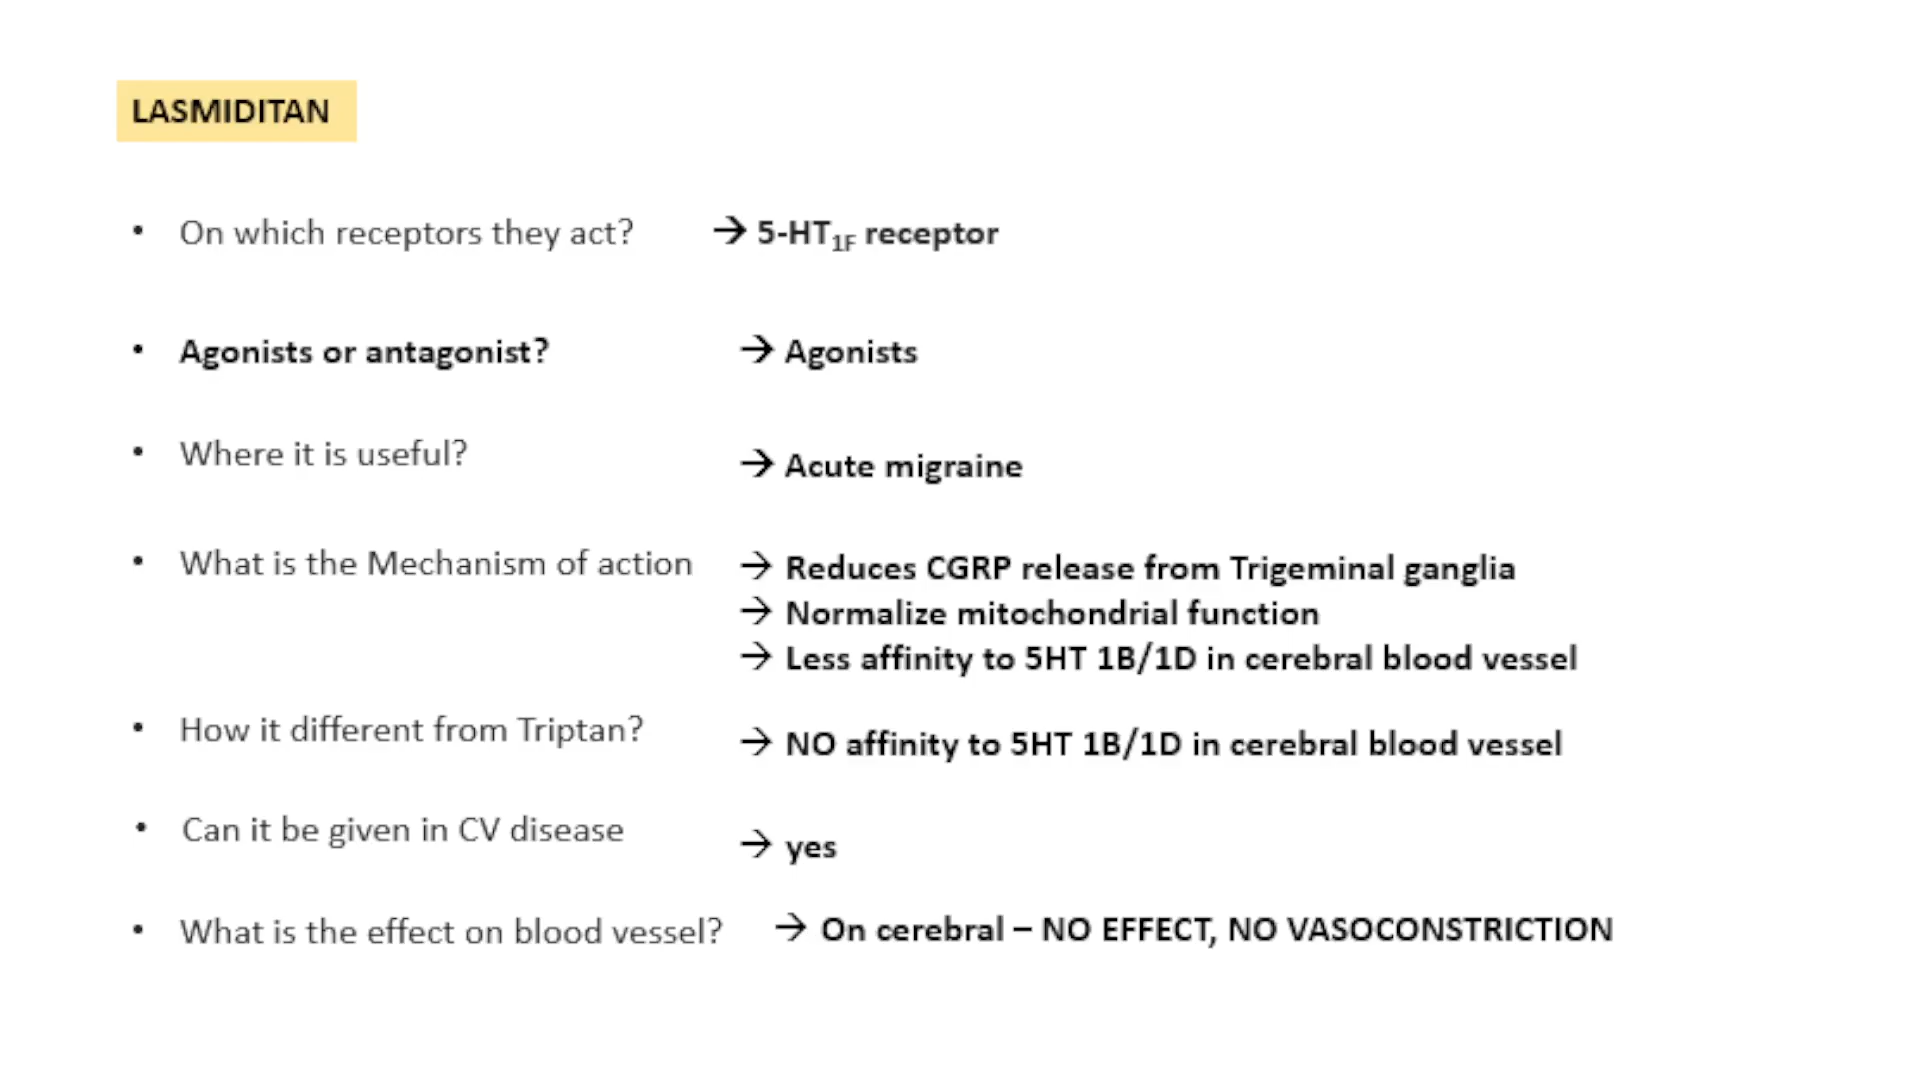 LASMIDITAN
• On which receptors they act? → 5-HT1F receptor
• Agonists or antagonist? → Agonists
• Where it is useful? → Acute migraine
• What is the Mechanism of action → Reduces CGRP release from Trigeminal ganglia
→ Normalize mitochondrial function
→ Less affinity to 5HT 1B/1D in cerebral blood vessel
• How it different from Triptan? → NO affinity to 5HT 1B/1D in cerebral blood vessel
• Can it be given in CV disease → yes
• What is the effect on blood vessel? → On cerebral – NO EFFECT, NO VASOCONSTRICTION